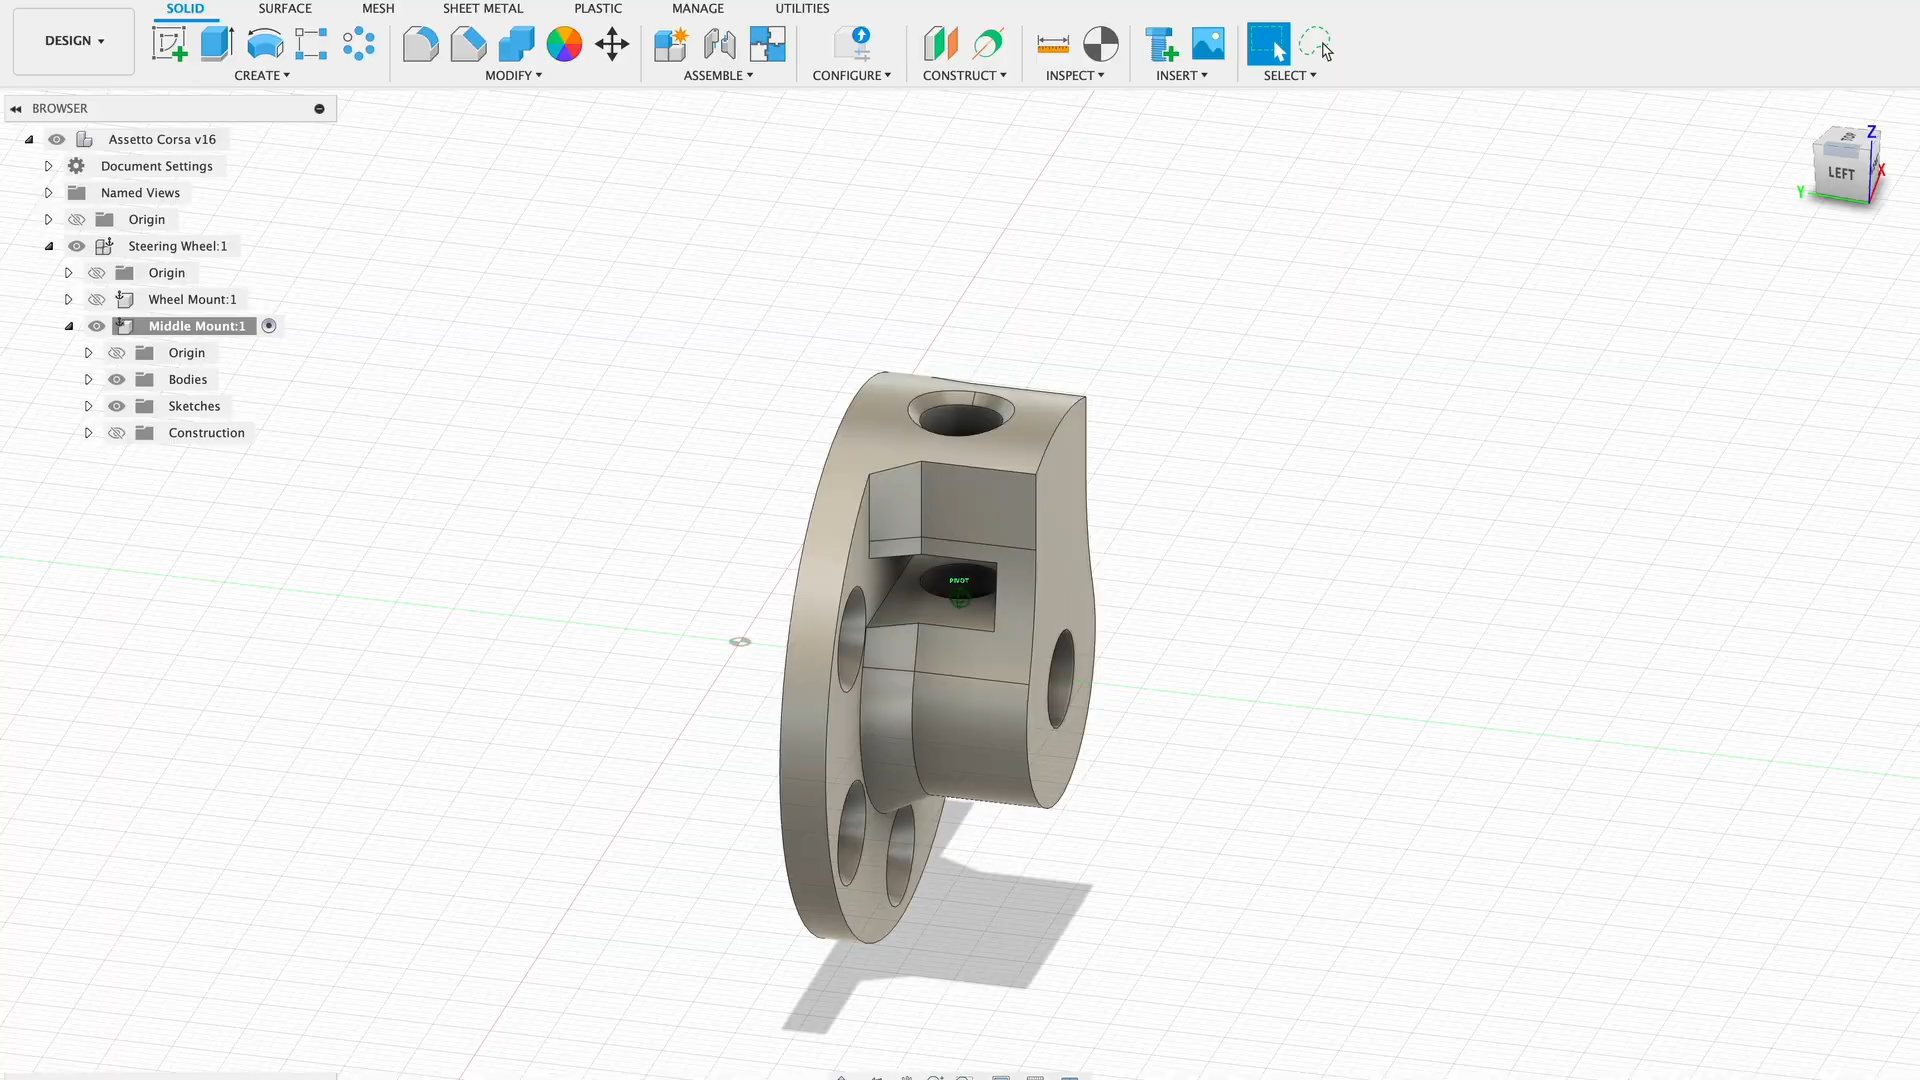 SOLID
SURFACE
MESH
SHEET METAL
PLASTIC
MANAGE
UTILITIES
DESIGN
CREATE
MODIFY
ASSEMBLE
CONFIGURE
CONSTRUCT
INSPECT
INSERT
SELECT
BROWSER
Assetto Corsa v16
Document Settings
Named Views
Origin
Steering Wheel:1
Origin
Wheel Mount:1
Middle Mount:1
Origin
Bodies
Sketches
Construction
TOP
Z
LEFT
X
Y
PIVOT